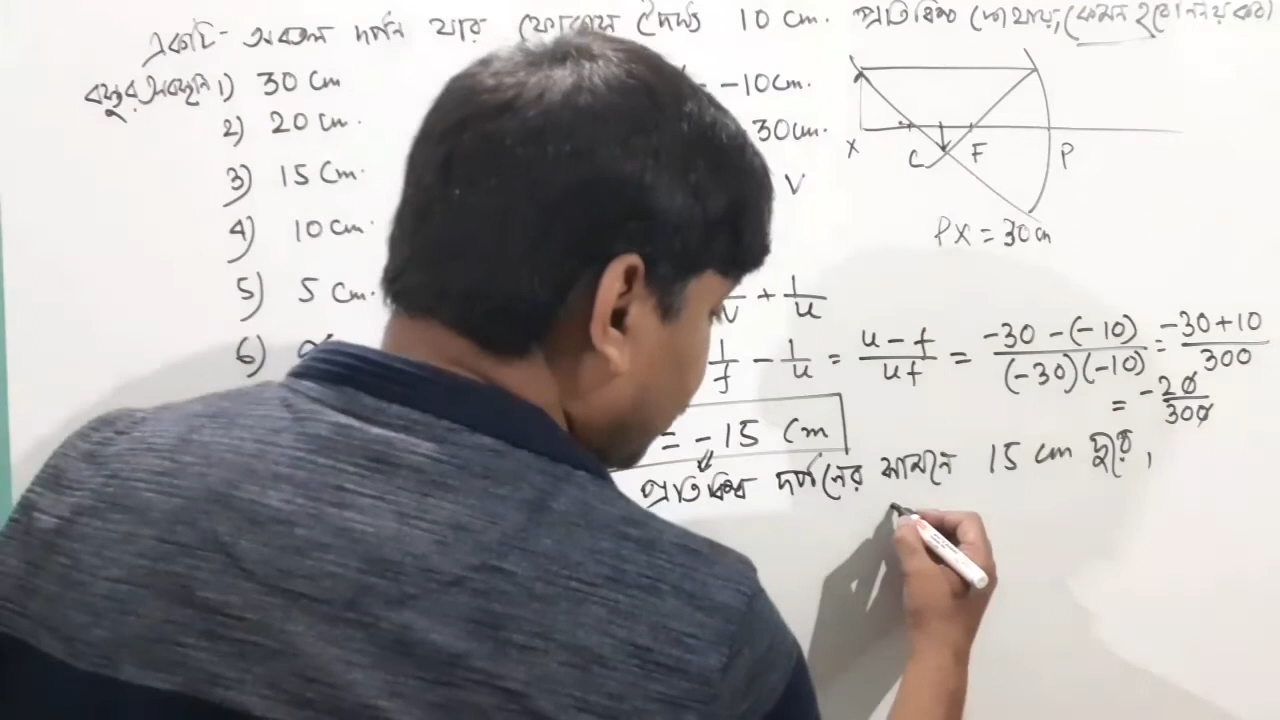 একটি অবতল দর্পন যার ফোকাস দৈর্ঘ্য 10 cm. প্রতিবিম্ব কোথায়, কেমন হবে নির্ণয় কর।
বস্তুর অবস্থান 1) 30 cm
2) 20 cm.
3) 15 cm.
4) 10 cm.
5) 5 cm.
6)
-10cm.
30cm.
V
X C F P
PX = 30cm
V + 1/u
1/f - 1/u = u - f / uf = -30 -(-10) / (-30)(-10) = -30+10 / 300
= -20 / 300
= -15 cm
প্রতিবিম্ব দর্পনের সামনে 15 cm দূরে,